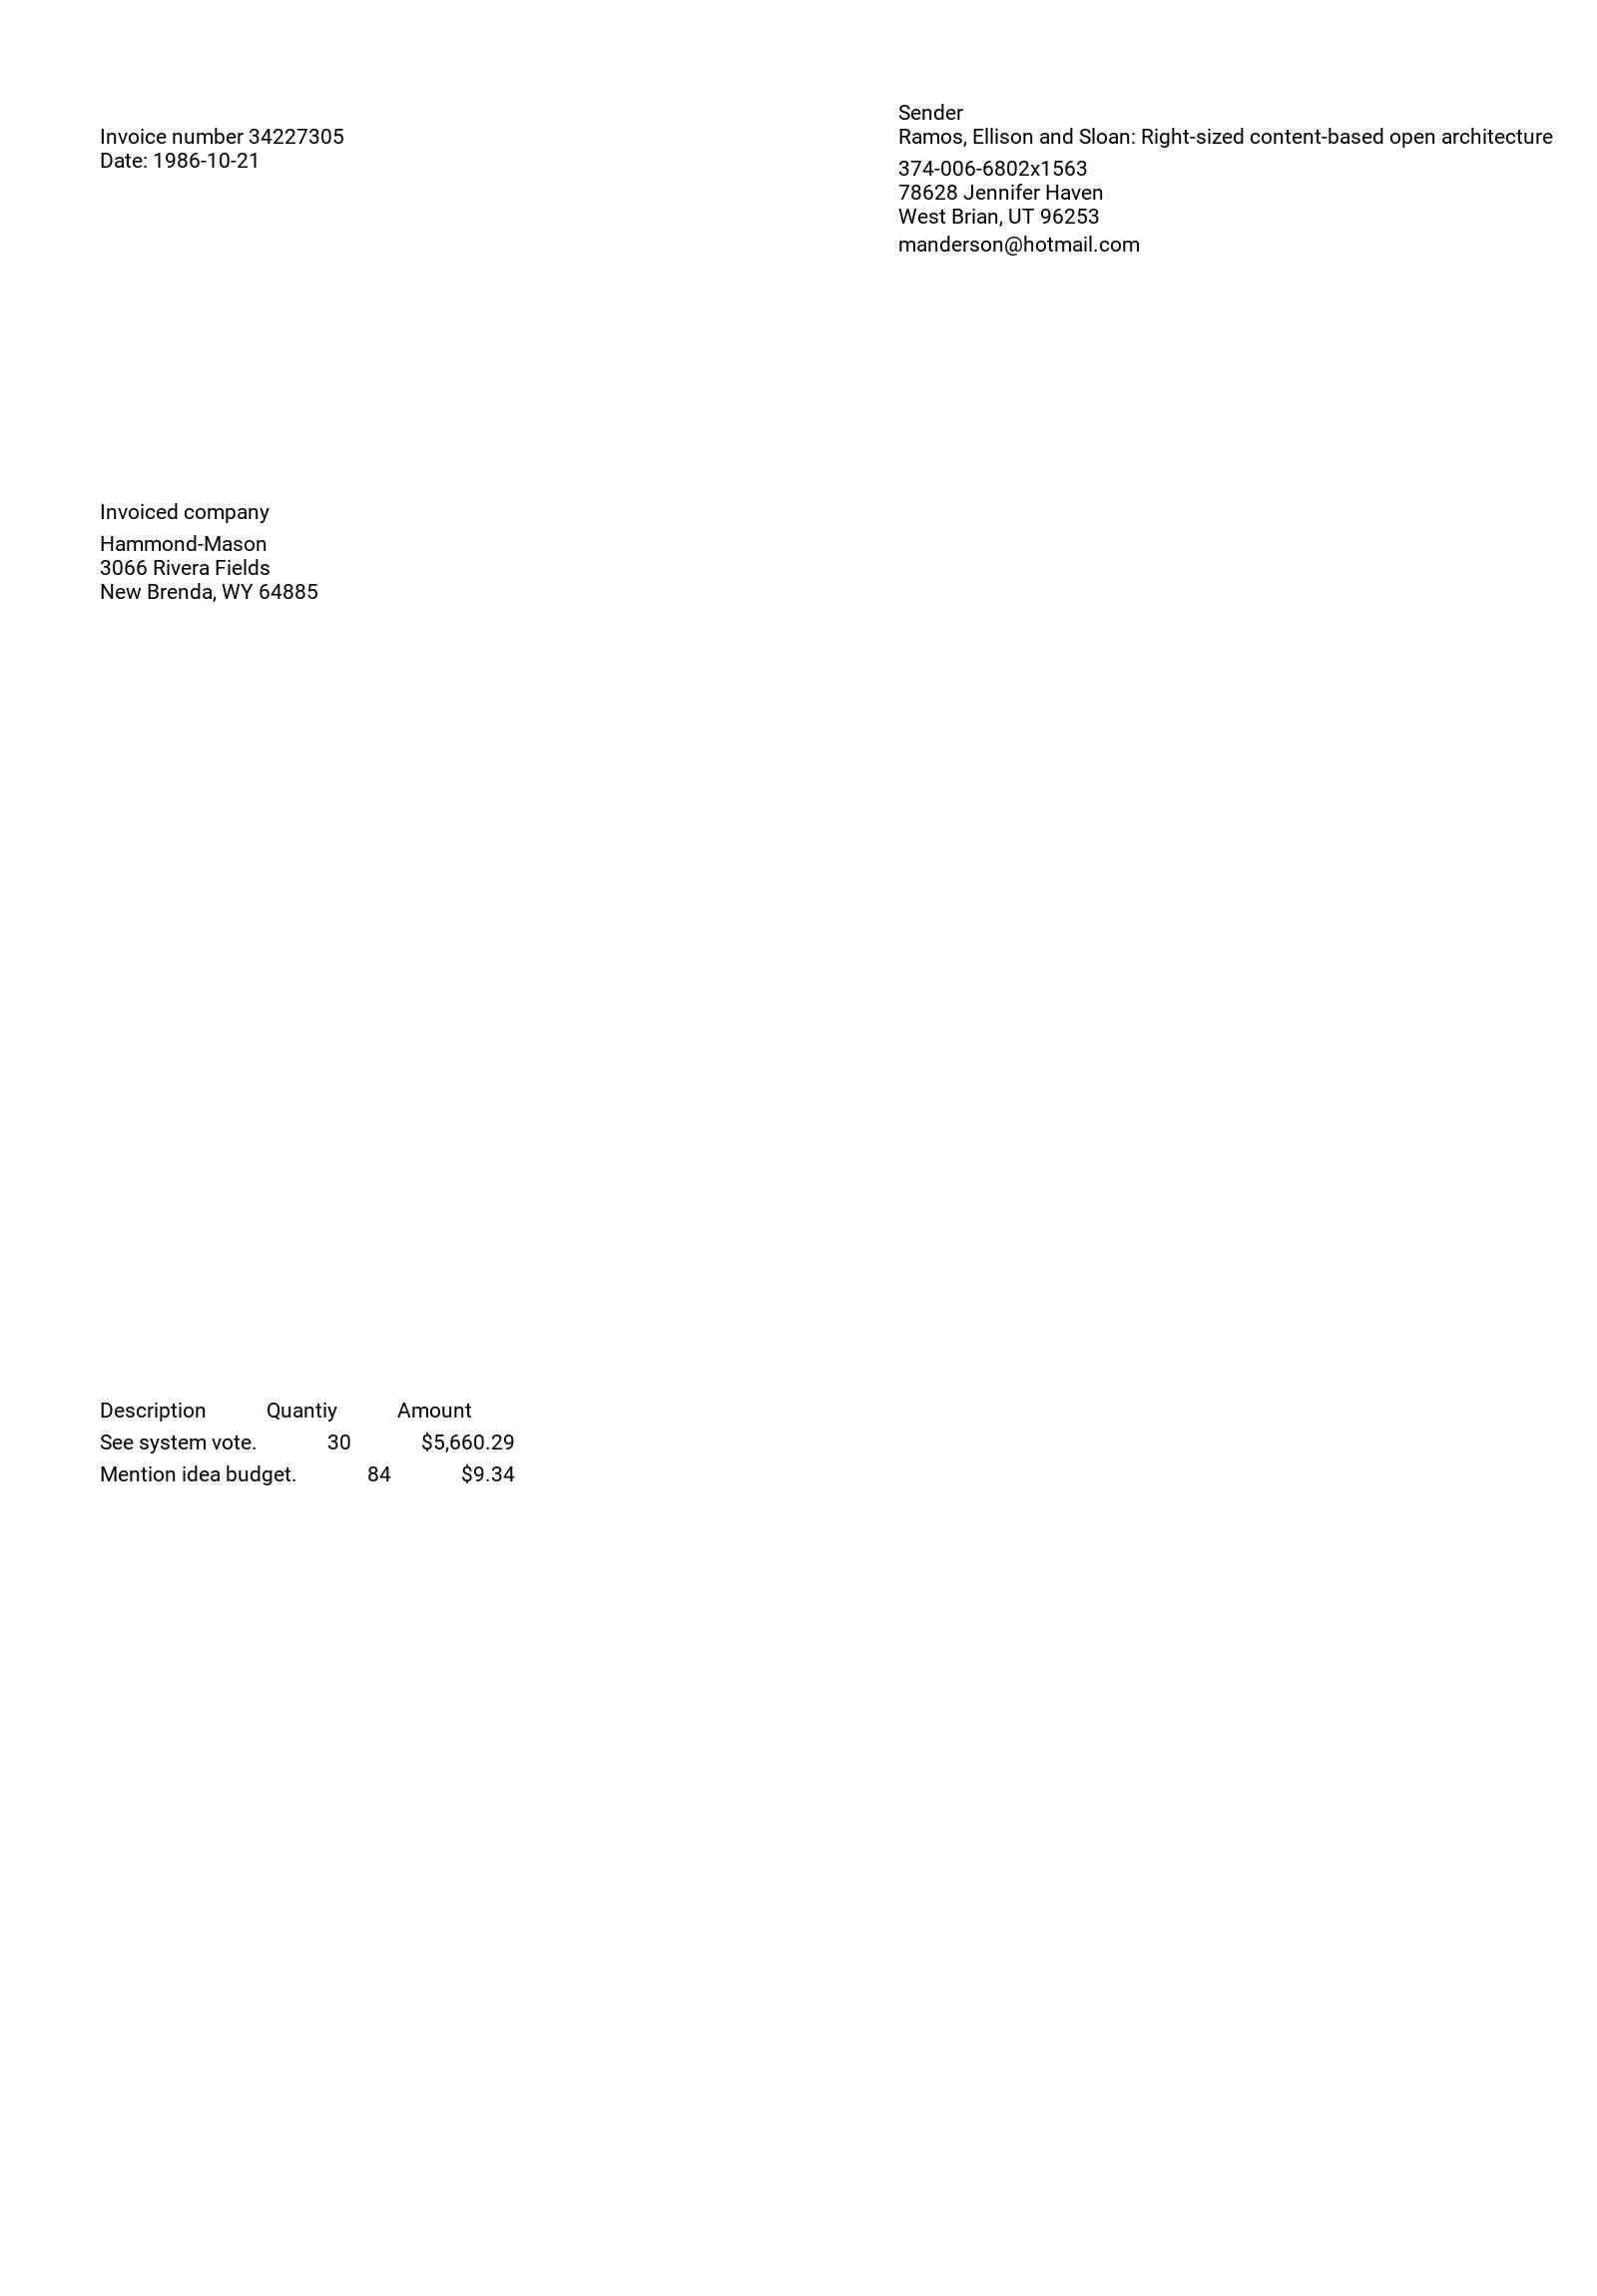 Invoice number 34227305
Date: 1986-10-21
Sender
Ramos, Ellison and Sloan: Right-sized content-based open architecture
374-006-6802x1563
78628 Jennifer Haven
West Brian, UT 96253
manderson@hotmail.com
Invoiced company
Hammond-Mason
3066 Rivera Fields
New Brenda, WY 64885
Description Quantiy Amount
See system vote. 30 $5,660.29
Mention idea budget. 84 $9.34